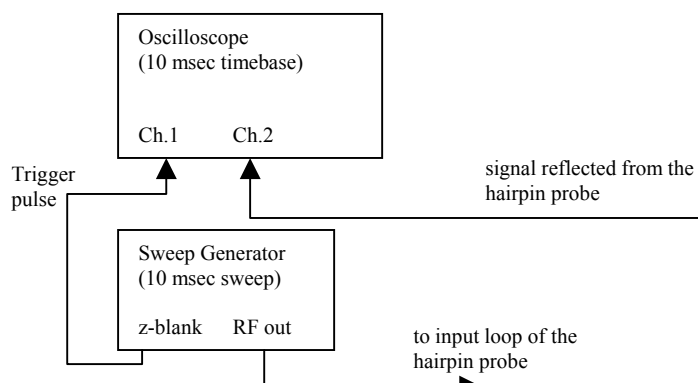 Oscilloscope
(10 msec timebase)
Ch.1
Ch.2
Trigger
pulse
signal reflected from the
hairpin probe
Sweep Generator
(10 msec sweep)
z-blank
RF out
to input loop of the
hairpin probe